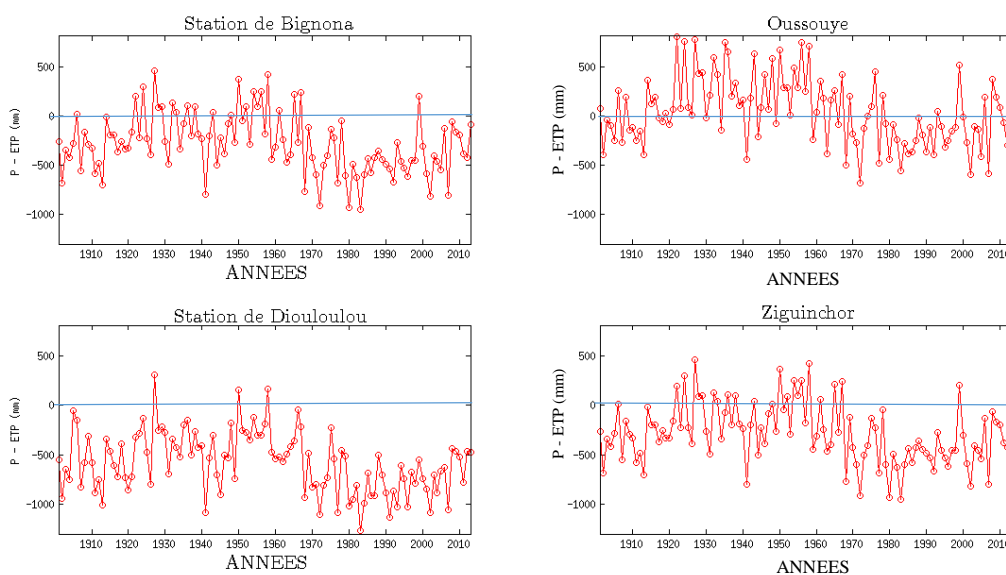 Station de Bignona
P - ETP (mm)
500
0
-500
-1000
1910 1920 1930 1940 1950 1960 1970 1980 1990 2000 2010
ANNEES
Oussouye
P - ETP (mm)
500
0
-500
-1000
1910 1920 1930 1940 1950 1960 1970 1980 1990 2000 2010
ANNEES
Station de Diouloulou
P - ETP (mm)
500
0
-500
-1000
1910 1920 1930 1940 1950 1960 1970 1980 1990 2000 2010
ANNEES
Ziguinchor
P - ETP (mm)
500
0
-500
-1000
1910 1920 1930 1940 1950 1960 1970 1980 1990 2000 2010
ANNEES